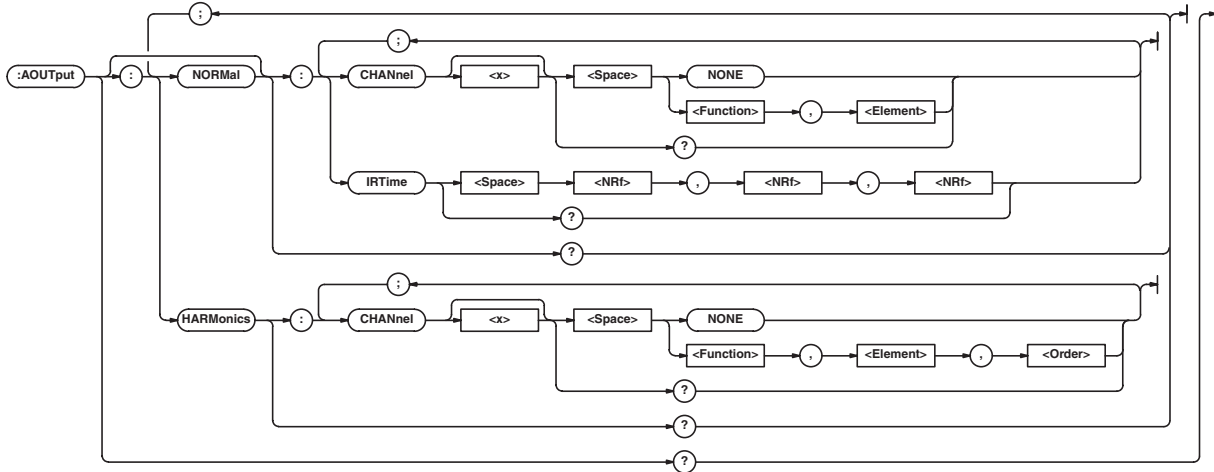 ;
;
:AOUTput : NORMal : CHANnel <x> <Space> NONE
<Function> , <Element>
?
IRTime <Space> <NRf> , <NRf> , <NRf>
?
?
;
HARMonics : CHANnel <x> <Space> NONE
<Function> , <Element> , <Order>
?
?
?